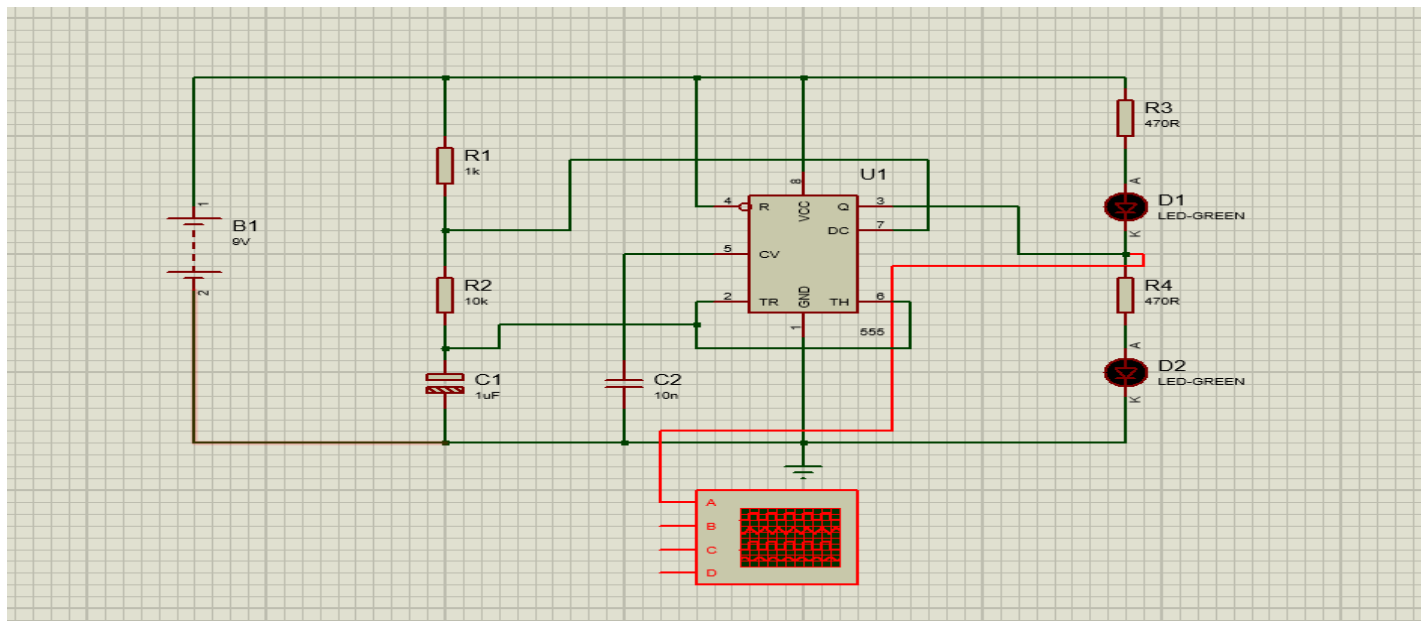 R3
470R
R1
1k
U1
8
A
1
B1
9V
4
R
VCC
Q
3
D1
LED-GREEN
DC
7
K
5
CV
2
R2
10k
2
TR
GND
TH
6
R4
470R
1
555
A
C1
1uF
C2
10n
D2
LED-GREEN
K
A
B
C
D